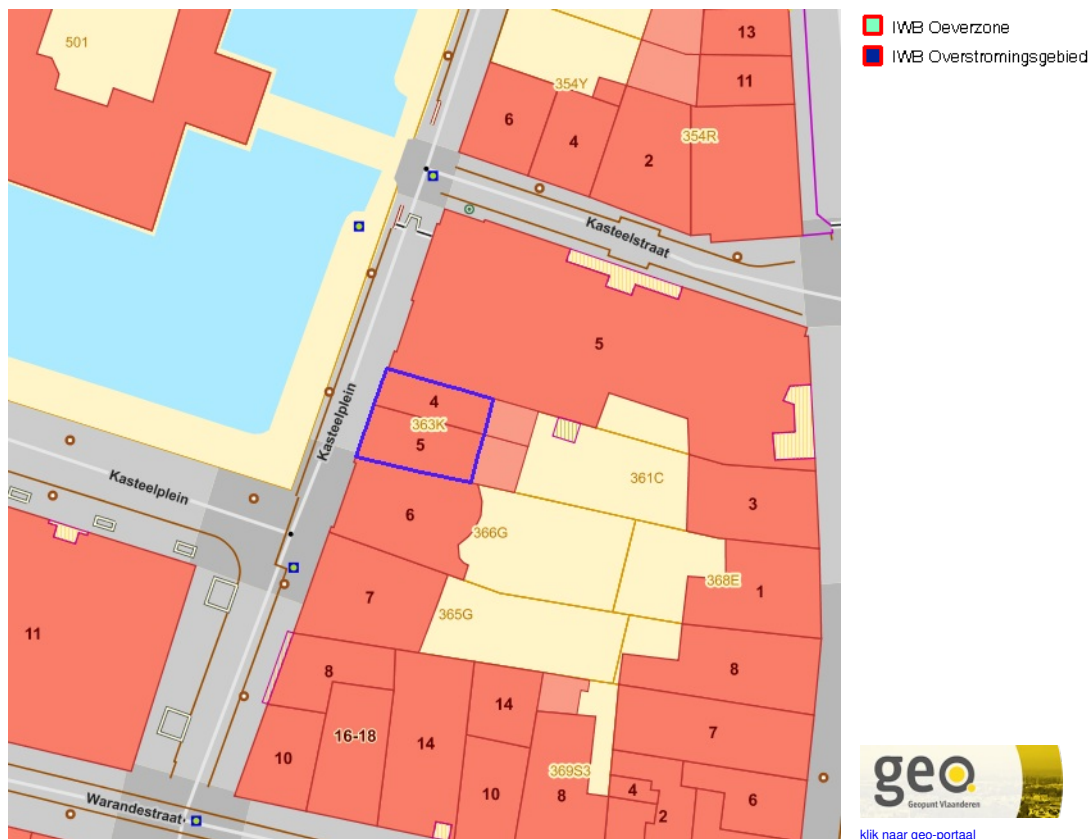 501
13
11
354Y
6
4
2
354R
Kasteelstraat
5
Kasteelplein
4
363K
5
361C
3
Kasteelplein
6
366G
368E
1
7
365G
11
8
8
14
16-18
14
7
10
10
369S3
8
4
2
6
Warandestraat
IWB Oeverzone
IWB Overstromingsgebied
geo.
Geopunt Vlaanderen
klik naar geo-portaal